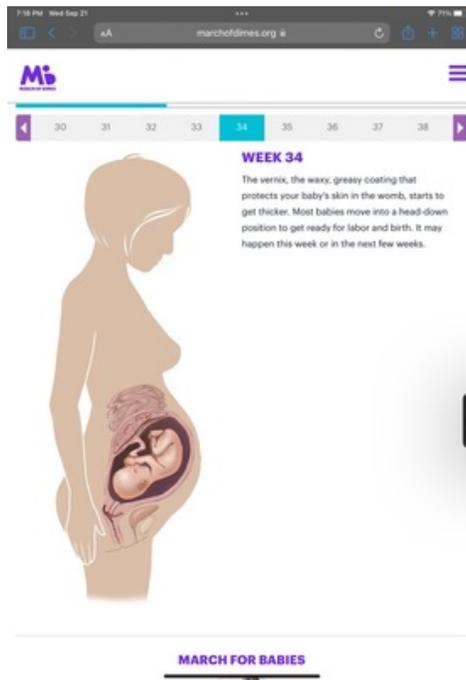 7:18 PM Wed Sep 21
71%
AA
marchofdimes.org
MARCH OF DIMES
30 31 32 33 34 35 36 37 38
WEEK 34
The vernix, the waxy, greasy coating that
protects your baby's skin in the womb, starts to
get thicker. Most babies move into a head-down
position to get ready for labor and birth. It may
happen this week or in the next few weeks.
MARCH FOR BABIES